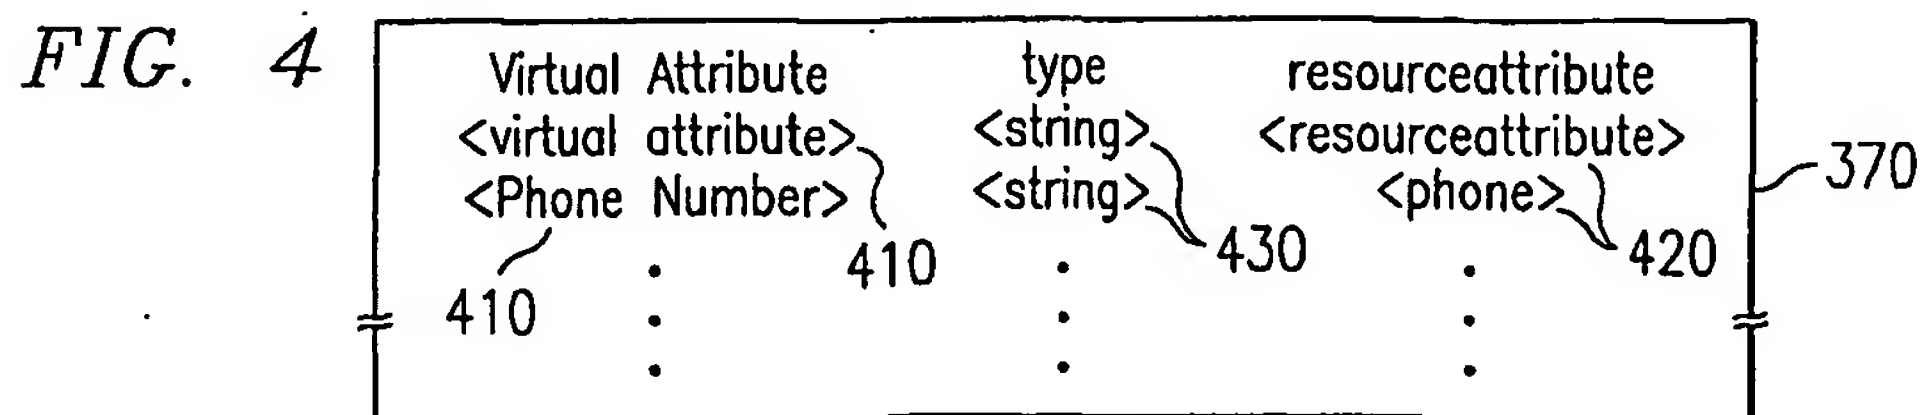 FIG. 4
Virtual Attribute type resourceattribute
<virtual attribute> <string> <resourceattribute>
370
<Phone Number> <string> <phone>
410 430 420
410